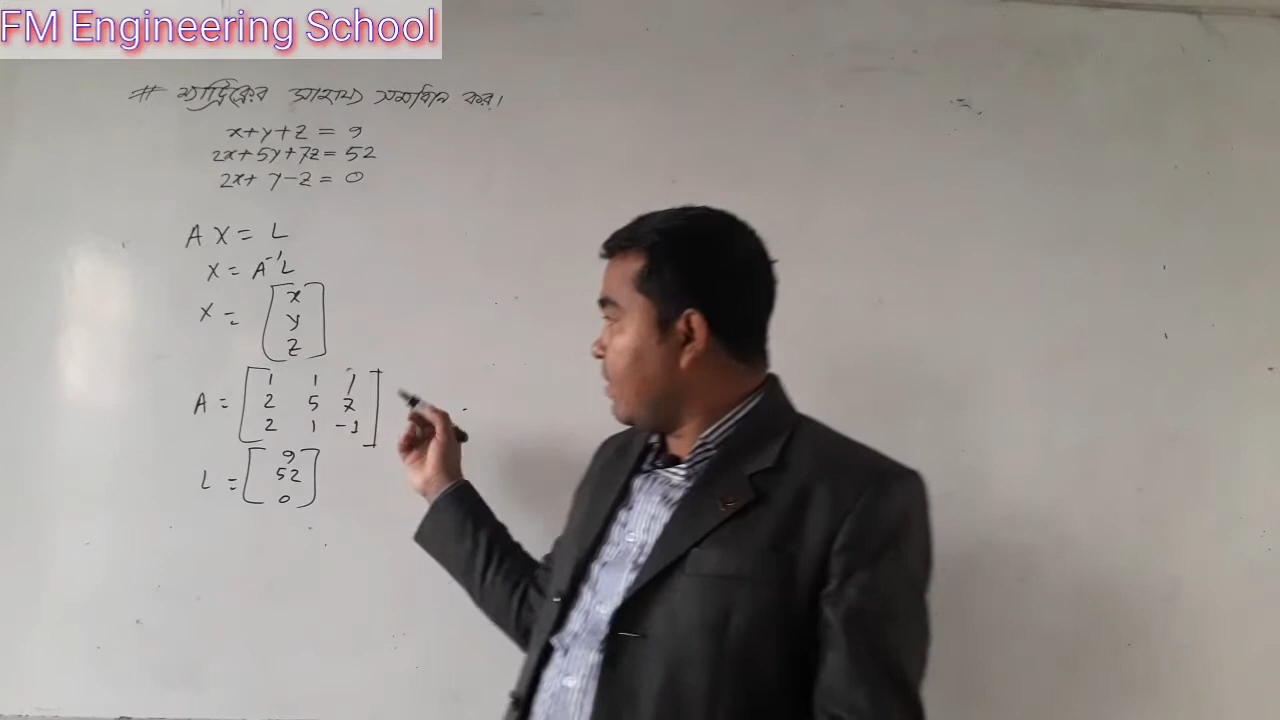 FM Engineering School
# ম্যাট্রিক্সের সাহায্যে সমাধান কর।
x+y+z = 9
2x+5y+7z = 52
2x+ y-z = 0
A X = L
X = A⁻¹L
X = [x
y
z]
A = [1 1 1
2 5 7
2 1 -1]
L = [9
52
0]